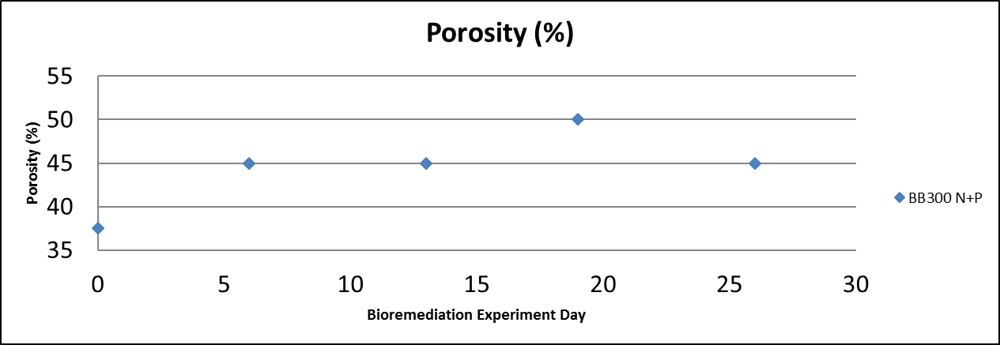 Porosity (%)
55
50
45
40
35
Porosity (%)
0 5 10 15 20 25 30
Bioremediation Experiment Day
BB300 N+P